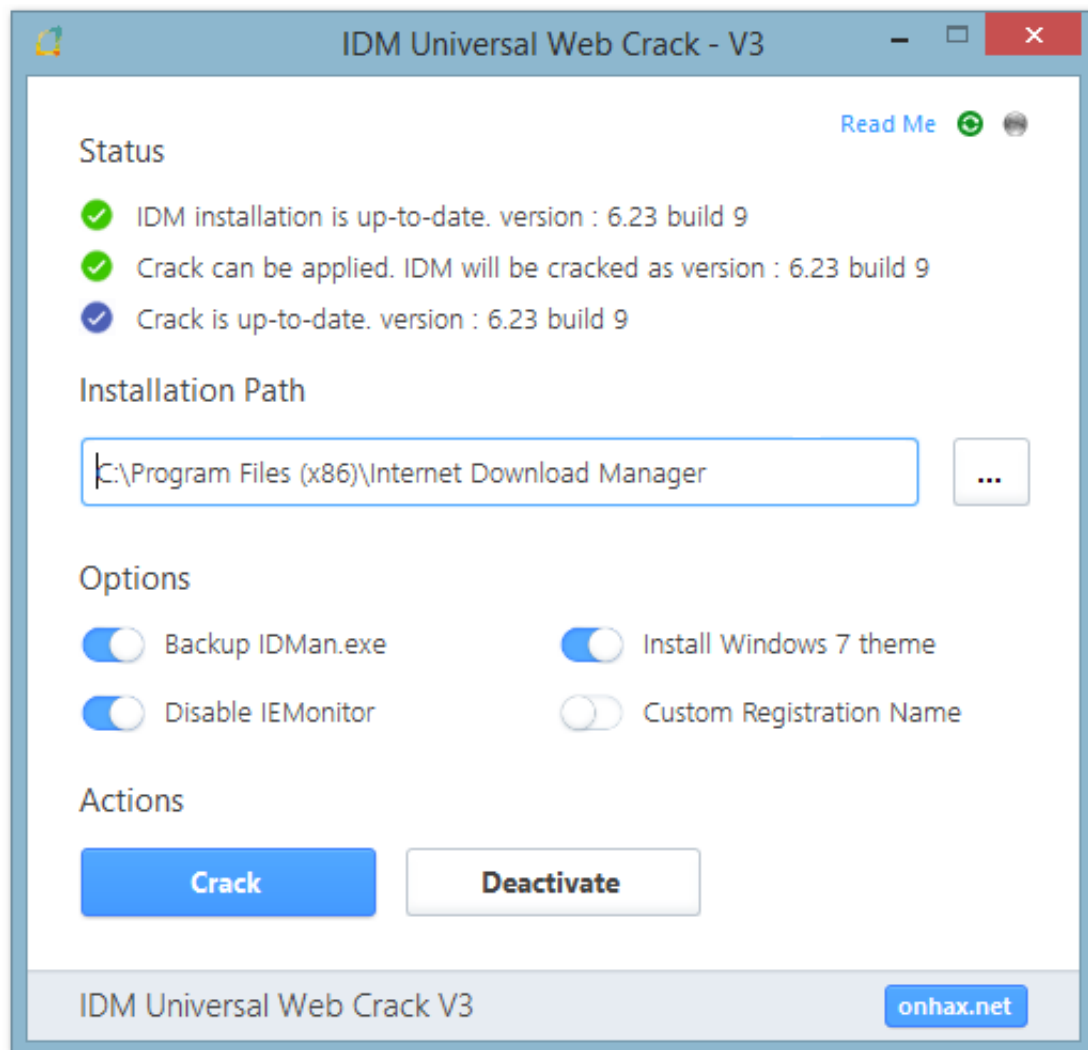 IDM Universal Web Crack - V3
Read Me
Status
IDM installation is up-to-date. version : 6.23 build 9
Crack can be applied. IDM will be cracked as version : 6.23 build 9
Crack is up-to-date. version : 6.23 build 9
Installation Path
C:\Program Files (x86)\Internet Download Manager
...
Options
Backup IDMan.exe
Install Windows 7 theme
Disable IEMonitor
Custom Registration Name
Actions
Crack
Deactivate
IDM Universal Web Crack V3
onhax.net